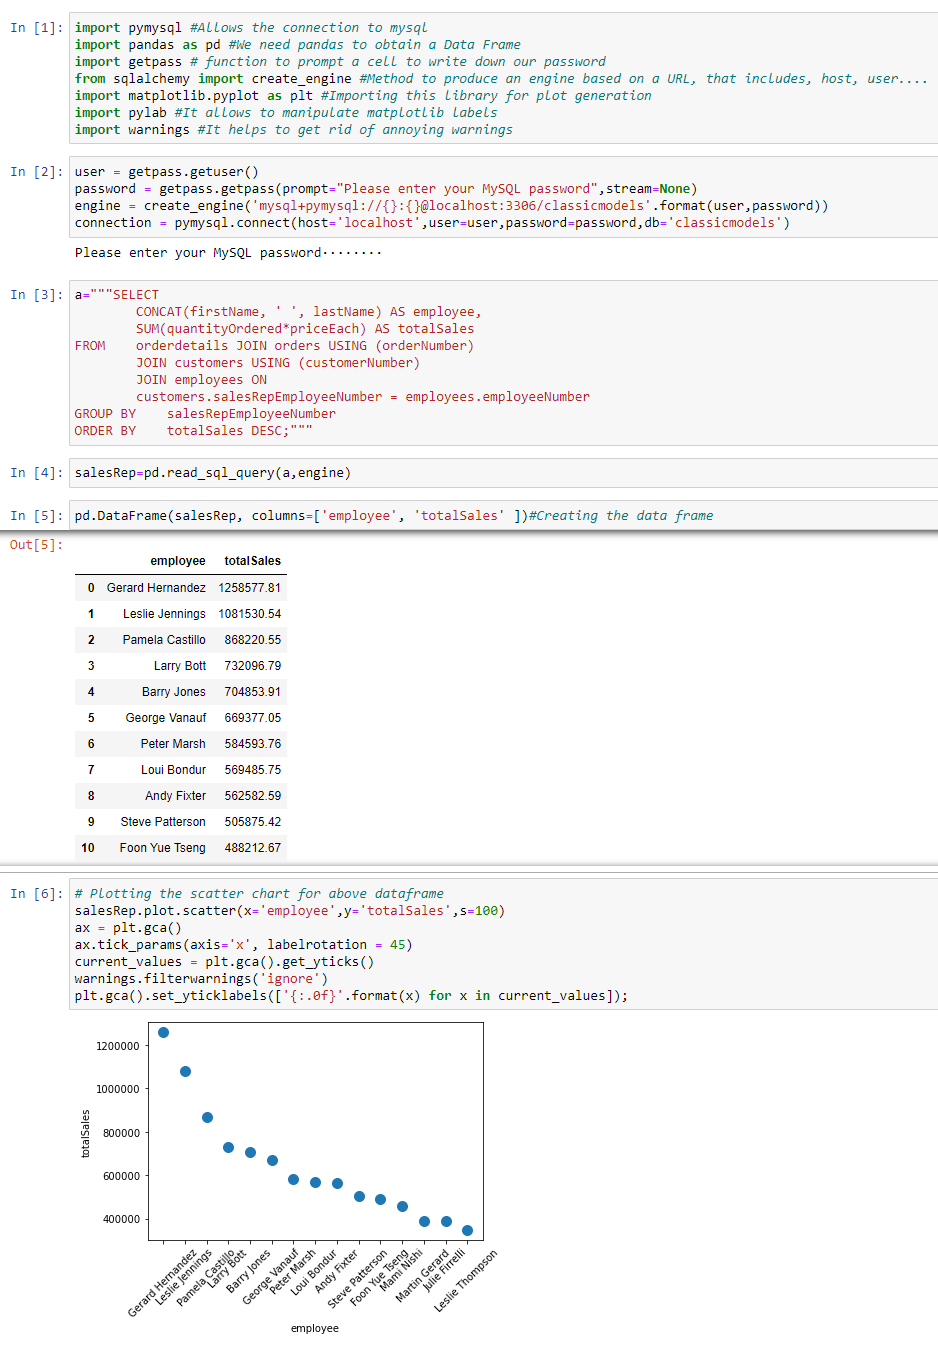 In [1]: import pymysql #Allows the connection to mysql
import pandas as pd #We need pandas to obtain a Data Frame
import getpass # function to prompt a cell to write down our password
from sqlalchemy import create_engine #Method to produce an engine based on a URL, that includes, host, user....
import matplotlib.pyplot as plt #Importing this library for plot generation
import pylab #It allows to manipulate matplotlib labels
import warnings #It helps to get rid of annoying warnings
In [2]: user = getpass.getuser()
password = getpass.getpass(prompt="Please enter your MySQL password",stream=None)
engine = create_engine('mysql+pymysql://{}:{}@localhost:3306/classicmodels'.format(user,password))
connection = pymysql.connect(host='localhost',user=user,password=password,db='classicmodels')
Please enter your MySQL password········
In [3]: a="""SELECT
CONCAT(firstName, ' ', lastName) AS employee,
SUM(quantityOrdered*priceEach) AS totalSales
FROM    orderdetails JOIN orders USING (orderNumber)
JOIN customers USING (customerNumber)
JOIN employees ON
customers.salesRepEmployeeNumber = employees.employeeNumber
GROUP BY    salesRepEmployeeNumber
ORDER BY    totalSales DESC;"""
In [4]: salesRep=pd.read_sql_query(a,engine)
In [5]: pd.DataFrame(salesRep, columns=['employee', 'totalSales' ])#Creating the data frame
Out[5]:
employee totalSales
0 Gerard Hernandez 1258577.81
1 Leslie Jennings 1081530.54
2 Pamela Castillo 868220.55
3 Larry Bott 732096.79
4 Barry Jones 704853.91
5 George Vanauf 669377.05
6 Peter Marsh 584593.76
7 Loui Bondur 569485.75
8 Andy Fixter 562582.59
9 Steve Patterson 505875.42
10 Foon Yue Tseng 488212.67
In [6]: # Plotting the scatter chart for above dataframe
salesRep.plot.scatter(x='employee',y='totalSales',s=100)
ax = plt.gca()
ax.tick_params(axis='x', labelrotation = 45)
current_values = plt.gca().get_yticks()
warnings.filterwarnings('ignore')
plt.gca().set_yticklabels(['{:.0f}'.format(x) for x in current_values]);
1200000
1000000
800000
600000
400000
totalSales
Gerard Hernandez
Leslie Jennings
Pamela Castillo
Larry Bott
Barry Jones
George Vanauf
Peter Marsh
Loui Bondur
Andy Fixter
Steve Patterson
Foon Yue Tseng
Mami Nishi
Martin Gerard
Julie Firrelli
Leslie Thompson
employee